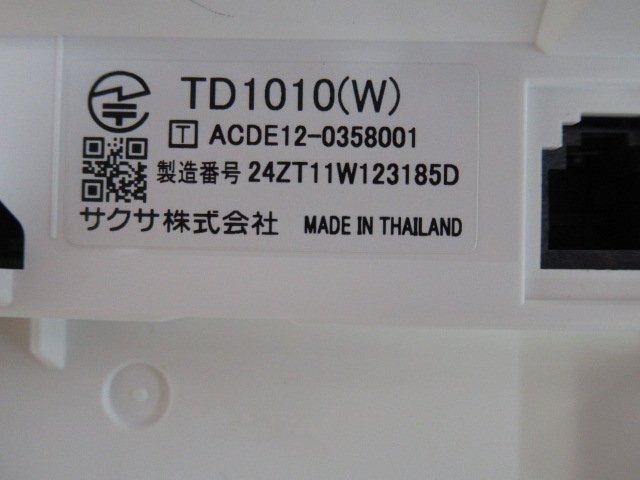 TD1010(W)
T ACDE12-0358001
製造番号 24ZT11W123185D
サクサ株式会社 MADE IN THAILAND